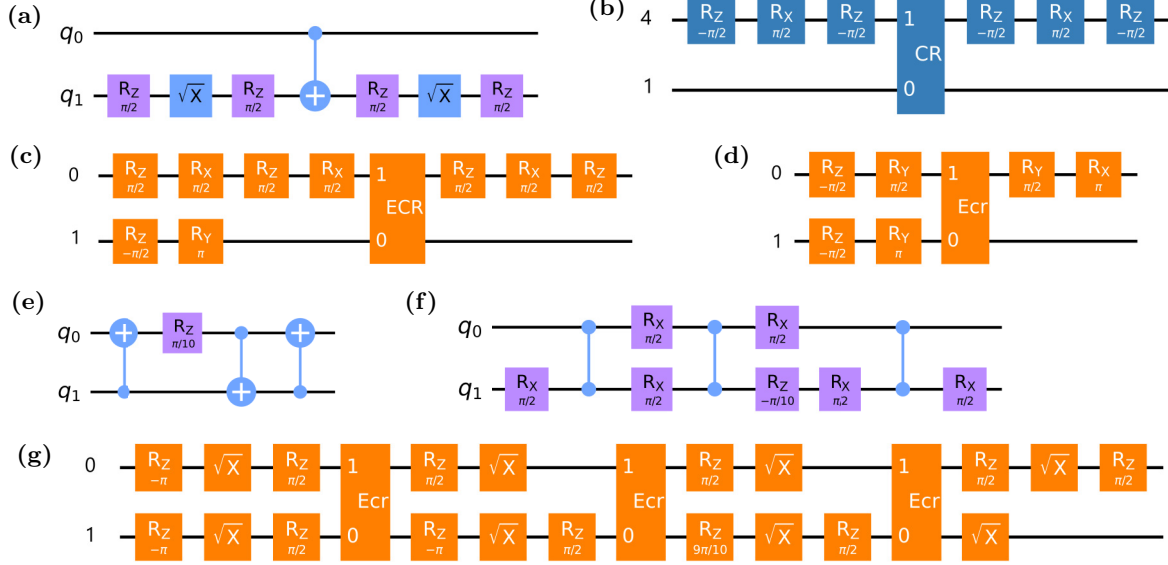 (a)
q0
q1 RZ π/2 √X RZ π/2 + RZ π/2 √X RZ π/2
(b)
4 RZ -π/2 RX π/2 RZ -π/2 1 RZ -π/2 RX π/2 RZ -π/2
CR
1 0
(c)
0 RZ π/2 RX π/2 RZ π/2 RX π/2 1 RZ π/2 RX π/2 RZ π/2
ECR
1 RZ -π/2 RY π 0
(d)
0 RZ -π/2 RY π/2 1 RY π/2 RX π
Ecr
1 RZ -π/2 RY π 0
(e)
q0 + RZ π/10 +
q1 +
(f)
q0 RX π/2 RX π/2
q1 RX π/2 RX π/2 RZ -π/10 RX π/2 RX π/2
(g)
0 RZ -π √X RZ π/2 1 RZ π/2 √X 1 RZ π/2 √X 1 RZ π/2 √X RZ π/2
Ecr Ecr Ecr
1 RZ -π √X RZ π/2 0 RZ -π √X RZ π/2 0 RZ 9π/10 √X RZ π/2 0 √X